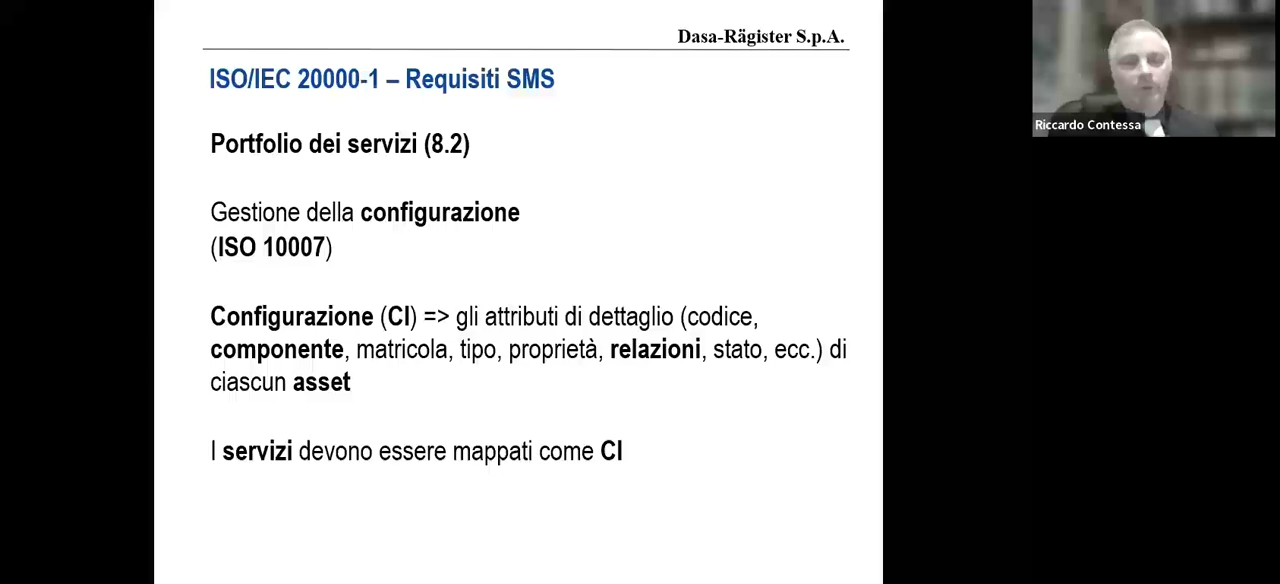 Dasa-Rägister S.p.A.
ISO/IEC 20000-1 – Requisiti SMS
Portfolio dei servizi (8.2)
Gestione della configurazione
(ISO 10007)
Configurazione (CI) => gli attributi di dettaglio (codice,
componente, matricola, tipo, proprietà, relazioni, stato, ecc.) di
ciascun asset
I servizi devono essere mappati come CI
Riccardo Contessa